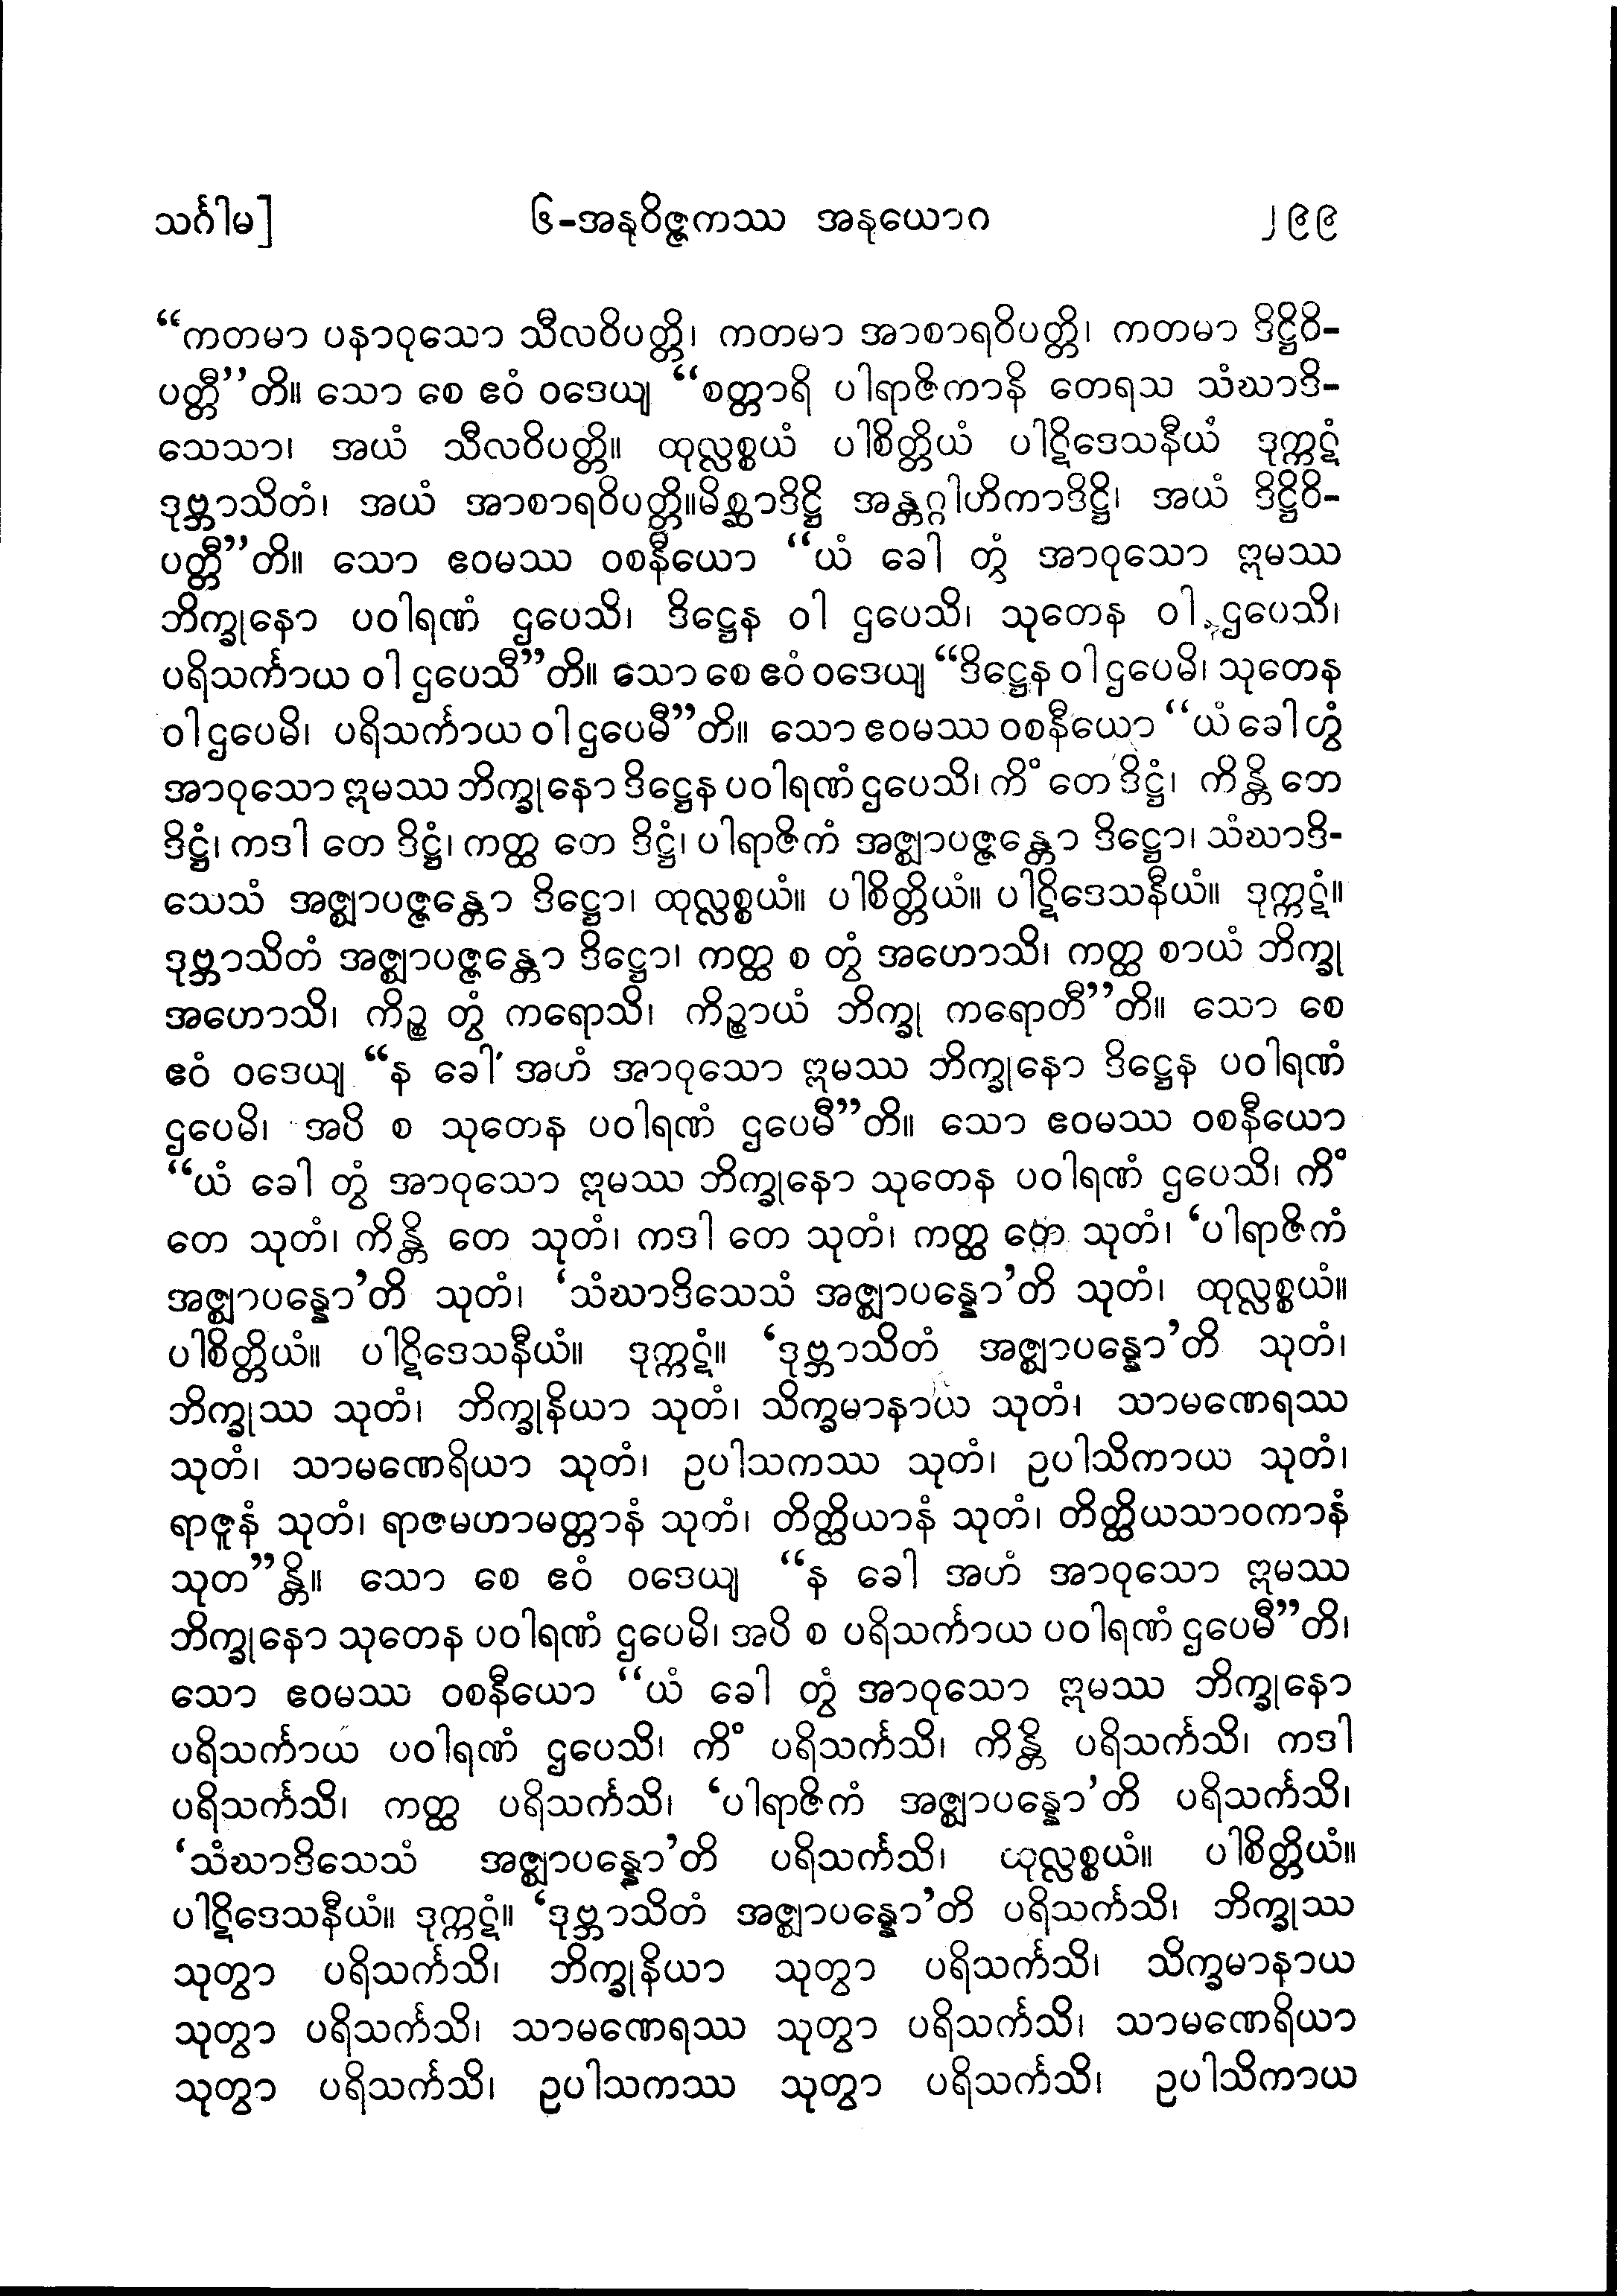 သင်္ဂါမ] ၆-အနုဝိဇ္ဇကဿ အနုယောဂ ၂၉၉
“ကတမာ ပနာဝုသော သီလဝိပတ္တိ၊ ကတမာ အာစာရဝိပတ္တိ၊ ကတမာ ဒိဋ္ဌိဝိ-
ပတ္တီ”တိ။ သော စေ ဧဝံ ဝဒေယျ “စတ္တာရိ ပါရာဇိကာနိ တေရသ သံဃာဒိ-
သေသာ၊ အယံ သီလဝိပတ္တိ။ ထုလ္လစ္စယံ ပါစိတ္တိယံ ပါဋိဒေသနီယံ ဒုက္ကဋံ
ဒုဗ္ဘာသိတံ၊ အယံ အာစာရဝိပတ္တိ။မိစ္ဆာဒိဋ္ဌိ အန္တဂ္ဂါဟိကာဒိဋ္ဌိ၊ အယံ ဒိဋ္ဌိဝိ-
ပတ္တီ”တိ။ သော ဧဝမဿ ဝစနီယော “ယံ ခေါ တွံ အာဝုသော ဣမဿ
ဘိက္ခုနော ပဝါရဏံ ဌပေသိ၊ ဒိဋ္ဌေန ဝါ ဌပေသိ၊ သုတေန ဝါ ဌပေသိ၊
ပရိသင်္ကာယ ဝါ ဌပေသီ”တိ။ သော စေ ဧဝံ ဝဒေယျ “ဒိဋ္ဌေန ဝါ ဌပေမိ၊ သုတေန
ဝါ ဌပေမိ၊ ပရိသင်္ကာယ ဝါ ဌပေမီ”တိ။ သော ဧဝမဿ ဝစနီယော “ယံ ခေါ တွံ
အာဝုသော ဣမဿ ဘိက္ခုနော ဒိဋ္ဌေန ပဝါရဏံ ဌပေသိ၊ ကိံ တေ ဒိဋ္ဌံ၊ ကိန္တိ တေ
ဒိဋ္ဌံ၊ ကဒါ တေ ဒိဋ္ဌံ၊ ကတ္ထ တေ ဒိဋ္ဌံ၊ ပါရာဇိကံ အဇ္ဈာပဇ္ဇန္တော ဒိဋ္ဌော၊ သံဃာဒိ-
သေသံ အဇ္ဈာပဇ္ဇန္တော ဒိဋ္ဌော၊ ထုလ္လစ္စယံ။ ပါစိတ္တိယံ။ ပါဋိဒေသနီယံ။ ဒုက္ကဋံ။
ဒုဗ္ဘာသိတံ အဇ္ဈာပဇ္ဇန္တော ဒိဋ္ဌော၊ ကတ္ထ စ တွံ အဟောသိ၊ ကတ္ထ စာယံ ဘိက္ခု
အဟောသိ၊ ကိဉ္စ တွံ ကရောသိ၊ ကိဉ္စာယံ ဘိက္ခု ကရောတီ”တိ။ သော စေ
ဧဝံ ဝဒေယျ “န ခေါ အဟံ အာဝုသော ဣမဿ ဘိက္ခုနော ဒိဋ္ဌေန ပဝါရဏံ
ဌပေမိ၊ အပိ စ သုတေန ပဝါရဏံ ဌပေမီ”တိ။ သော ဧဝမဿ ဝစနီယော
“ယံ ခေါ တွံ အာဝုသော ဣမဿ ဘိက္ခုနော သုတေန ပဝါရဏံ ဌပေသိ၊ ကိံ
တေ သုတံ၊ ကိန္တိ တေ သုတံ၊ ကဒါ တေ သုတံ၊ ကတ္ထ တေ သုတံ၊ ‘ပါရာဇိကံ
အဇ္ဈာပန္နော’တိ သုတံ၊ ‘သံဃာဒိသေသံ အဇ္ဈာပန္နော’တိ သုတံ၊ ထုလ္လစ္စယံ။
ပါစိတ္တိယံ။ ပါဋိဒေသနီယံ။ ဒုက္ကဋံ။ ‘ဒုဗ္ဘာသိတံ အဇ္ဈာပန္နော’တိ သုတံ၊
ဘိက္ခုဿ သုတံ၊ ဘိက္ခုနိယာ သုတံ၊ သိက္ခမာနာယ သုတံ၊ သာမဏေရဿ
သုတံ၊ သာမဏေရိယာ သုတံ၊ ဥပါသကဿ သုတံ၊ ဥပါသိကာယ သုတံ၊
ရာဇူနံ သုတံ၊ ရာဇမဟာမတ္တာနံ သုတံ၊ တိတ္ထိယာနံ သုတံ၊ တိတ္ထိယသာဝကာနံ
သုတ”န္တိ။ သော စေ ဧဝံ ဝဒေယျ “န ခေါ အဟံ အာဝုသော ဣမဿ
ဘိက္ခုနော သုတေန ပဝါရဏံ ဌပေမိ၊ အပိ စ ပရိသင်္ကာယ ပဝါရဏံ ဌပေမီ”တိ၊
သော ဧဝမဿ ဝစနီယော “ယံ ခေါ တွံ အာဝုသော ဣမဿ ဘိက္ခုနော
ပရိသင်္ကာယ ပဝါရဏံ ဌပေသိ၊ ကိံ ပရိသင်္ကသိ၊ ကိန္တိ ပရိသင်္ကသိ၊ ကဒါ
ပရိသင်္ကသိ၊ ကတ္ထ ပရိသင်္ကသိ၊ ‘ပါရာဇိကံ အဇ္ဈာပန္နော’တိ ပရိသင်္ကသိ၊
‘သံဃာဒိသေသံ အဇ္ဈာပန္နော’တိ ပရိသင်္ကသိ၊ ထုလ္လစ္စယံ။ ပါစိတ္တိယံ။
ပါဋိဒေသနီယံ။ ဒုက္ကဋံ။ ‘ဒုဗ္ဘာသိတံ အဇ္ဈာပန္နော’တိ ပရိသင်္ကသိ၊ ဘိက္ခုဿ
သုတွာ ပရိသင်္ကသိ၊ ဘိက္ခုနိယာ သုတွာ ပရိသင်္ကသိ၊ သိက္ခမာနာယ
သုတွာ ပရိသင်္ကသိ၊ သာမဏေရဿ သုတွာ ပရိသင်္ကသိ၊ သာမဏေရိယာ
သုတွာ ပရိသင်္ကသိ၊ ဥပါသကဿ သုတွာ ပရိသင်္ကသိ၊ ဥပါသိကာယ